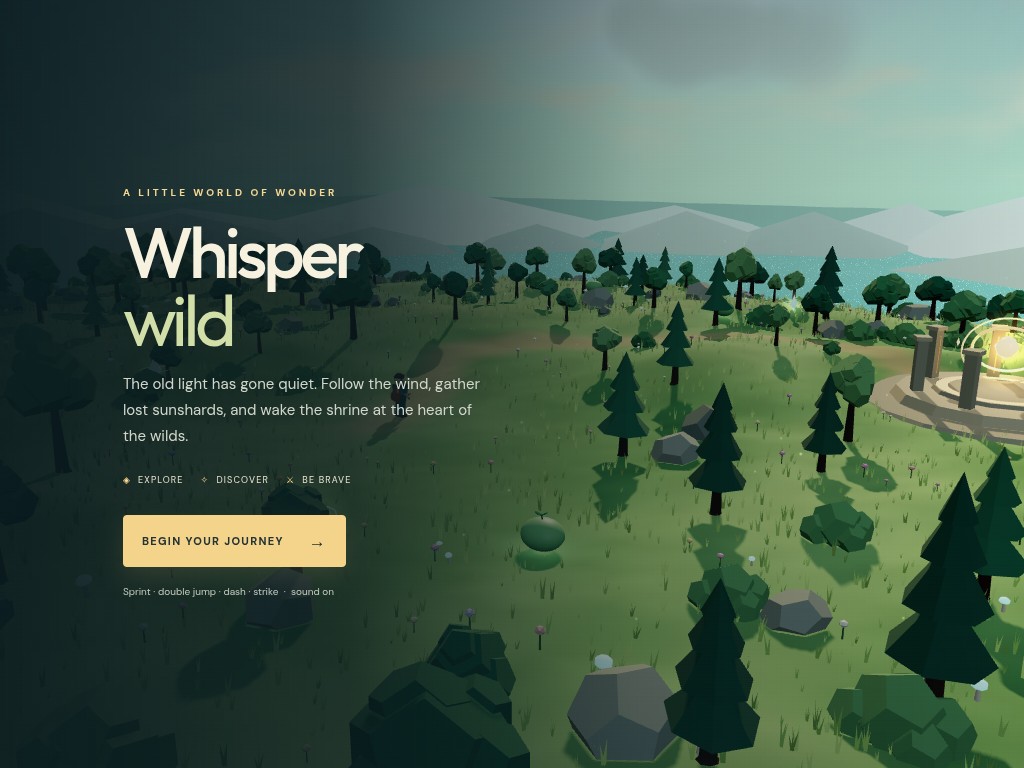 A LITTLE WORLD OF WONDER
Whisper
wild
The old light has gone quiet. Follow the wind, gather
lost sunshards, and wake the shrine at the heart of
the wilds.
EXPLORE DISCOVER BE BRAVE
BEGIN YOUR JOURNEY →
Sprint · double jump · dash · strike · sound on